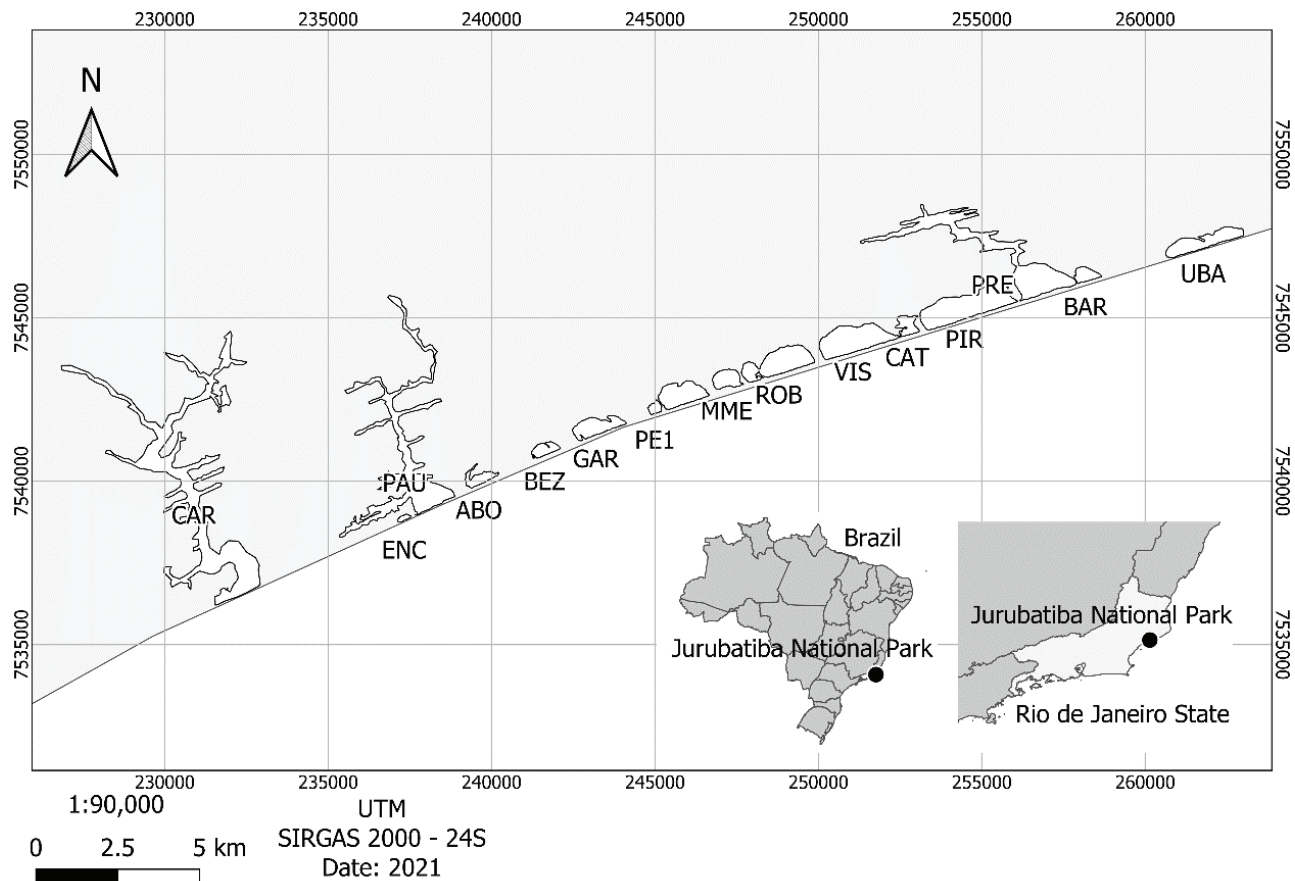 230000 235000 240000 245000 250000 255000 260000
N
7550000 7550000
7545000 7545000
7540000 7540000
7535000 7535000
PRE
UBA
BAR
PIR
CAT
VIS
ROB
MME
PE1
GAR
BEZ
PAU
ABO
CAR
ENC
Brazil
Jurubatiba National Park
Jurubatiba National Park
Rio de Janeiro State
230000 235000 240000 245000 250000 255000 260000
1:90,000
UTM
SIRGAS 2000 - 24S
Date: 2021
0 2.5 5 km